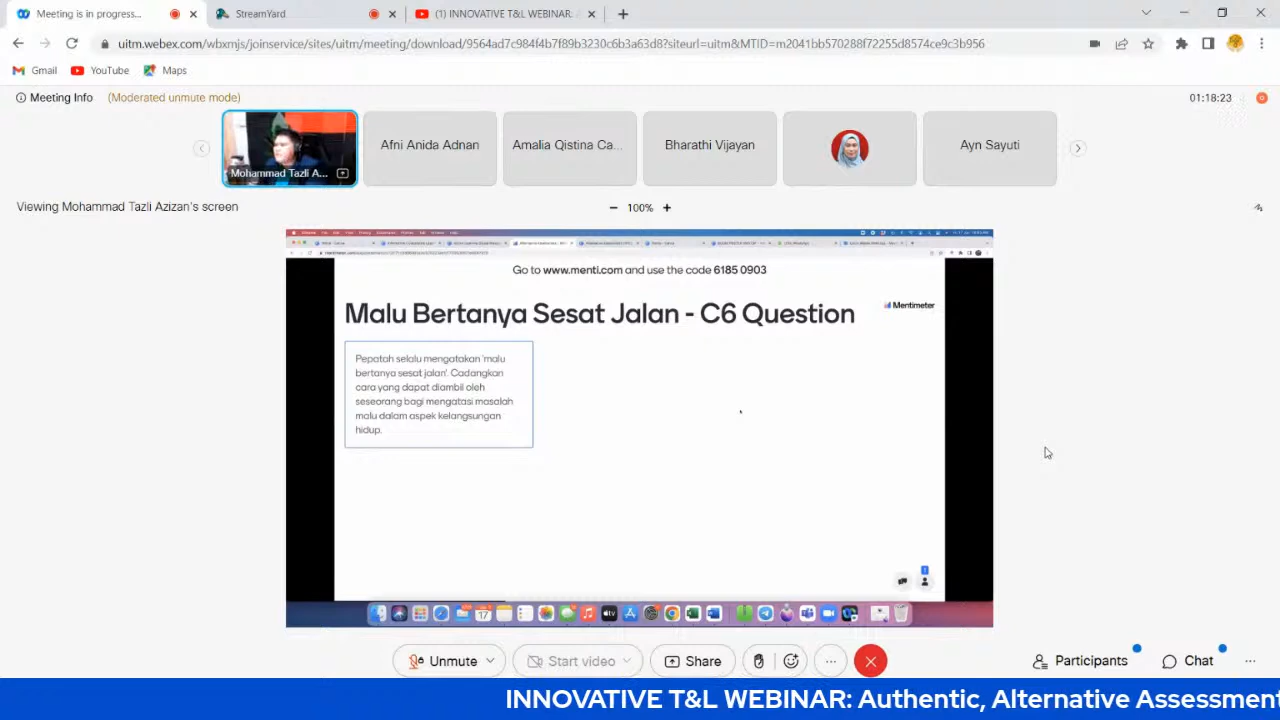 Meeting is in progress...
StreamYard
(1) INNOVATIVE T&L WEBINAR:
uitm.webex.com/wbxmjs/joinservice/sites/uitm/meeting/download/9564ad7c984f4b7f89b3230c6b3a63d8?siteurl=uitm&MTID=m2041bb570288f72255d8574ce9c3b956
Gmail YouTube Maps
Meeting Info (Moderated unmute mode) 01:18:23
Mohammad Tazli A...
Afni Anida Adnan
Amalia Qistina Ca...
Bharathi Vijayan
Ayn Sayuti
Viewing Mohammad Tazli Azizan's screen
100%
Go to www.menti.com and use the code 6185 0903
Malu Bertanya Sesat Jalan - C6 Question
Mentimeter
Pepatah selalu mengatakan 'malu
bertanya sesat jalan'. Cadangkan
cara yang dapat diambil oleh
seseorang bagi mengatasi masalah
malu dalam aspek kelangsungan
hidup.
17
Unmute
Start video
Share
Participants
Chat
INNOVATIVE T&L WEBINAR: Authentic, Alternative Assessment